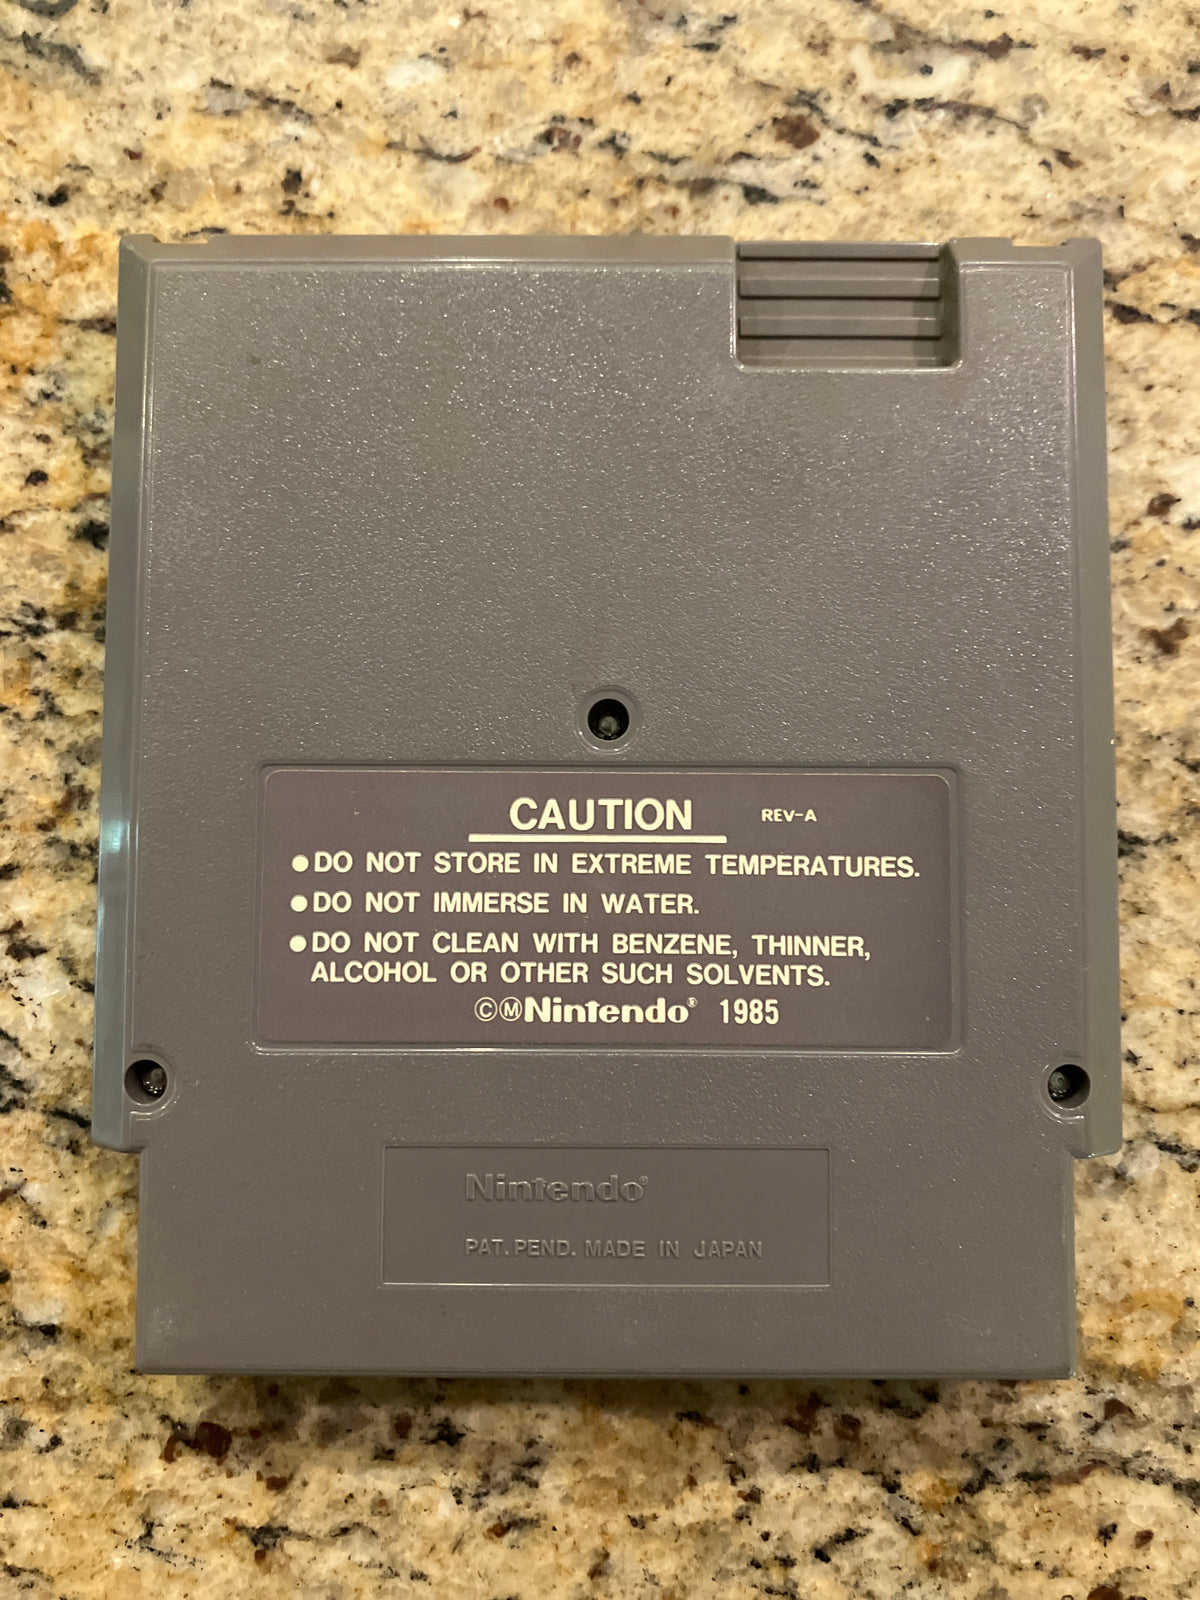 CAUTION REV-A
●DO NOT STORE IN EXTREME TEMPERATURES.
●DO NOT IMMERSE IN WATER.
●DO NOT CLEAN WITH BENZENE, THINNER,
ALCOHOL OR OTHER SUCH SOLVENTS.
©ⓂNintendo® 1985
Nintendo®
PAT. PEND. MADE IN JAPAN